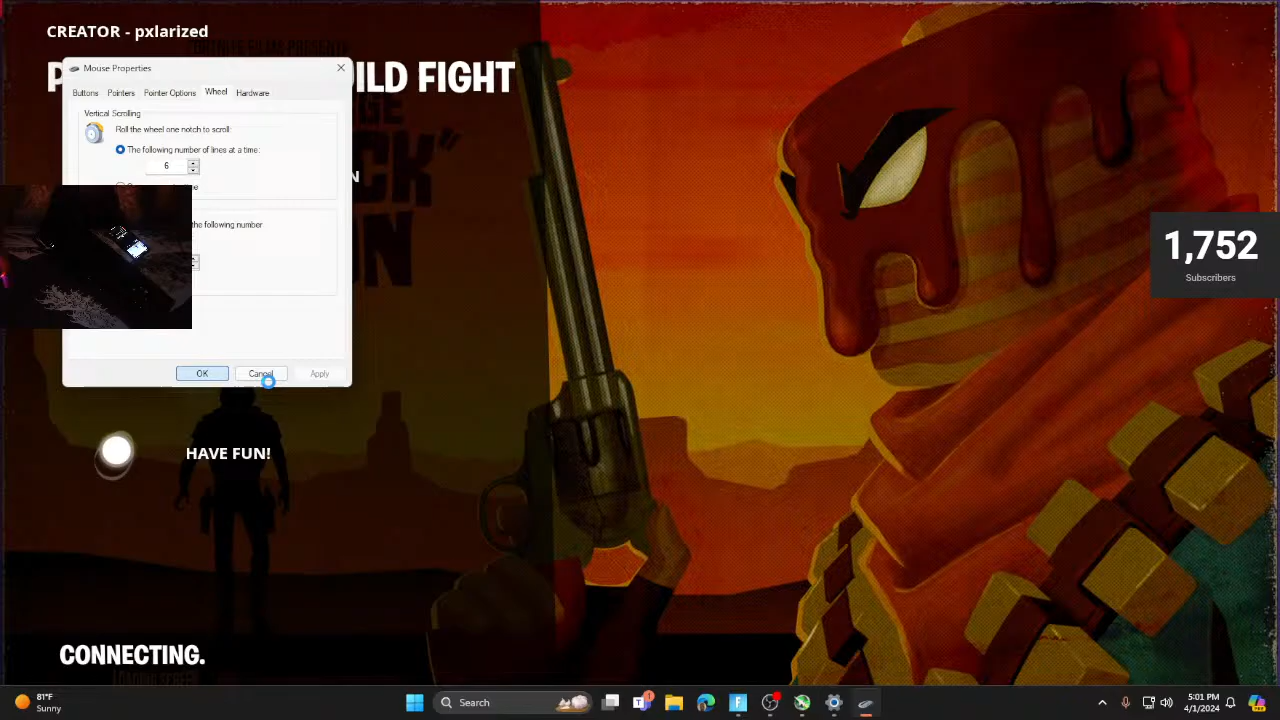 CREATOR - pxlarized
ILD FIGHT
Mouse Properties
Buttons Pointers Pointer Options Wheel Hardware
Vertical Scrolling
Roll the wheel one notch to scroll:
The following number of lines at a time:
6
the following number
OK Cancel Apply
1,752
Subscribers
HAVE FUN!
CONNECTING.
81°F
Sunny
Search
5:01 PM
4/1/2024